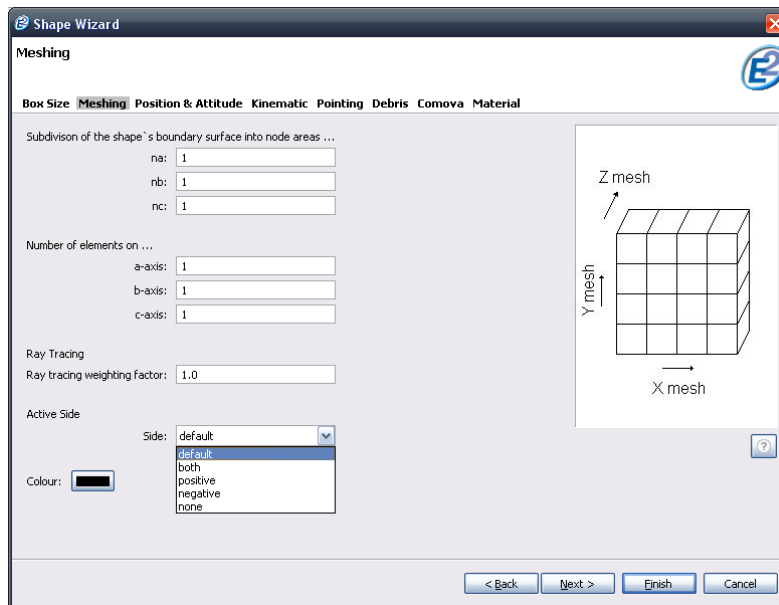 Shape Wizard
Meshing
E2
Box Size Meshing Position & Attitude Kinematic Pointing Debris Comova Material
Subdivison of the shape`s boundary surface into node areas ...
na: 1
nb: 1
nc: 1
Number of elements on ...
a-axis: 1
b-axis: 1
c-axis: 1
Ray Tracing
Ray tracing weighting factor: 1.0
Active Side
Side: default
default
both
positive
negative
none
Colour:
Z mesh
Y mesh
X mesh
?
< Back
Next >
Finish
Cancel